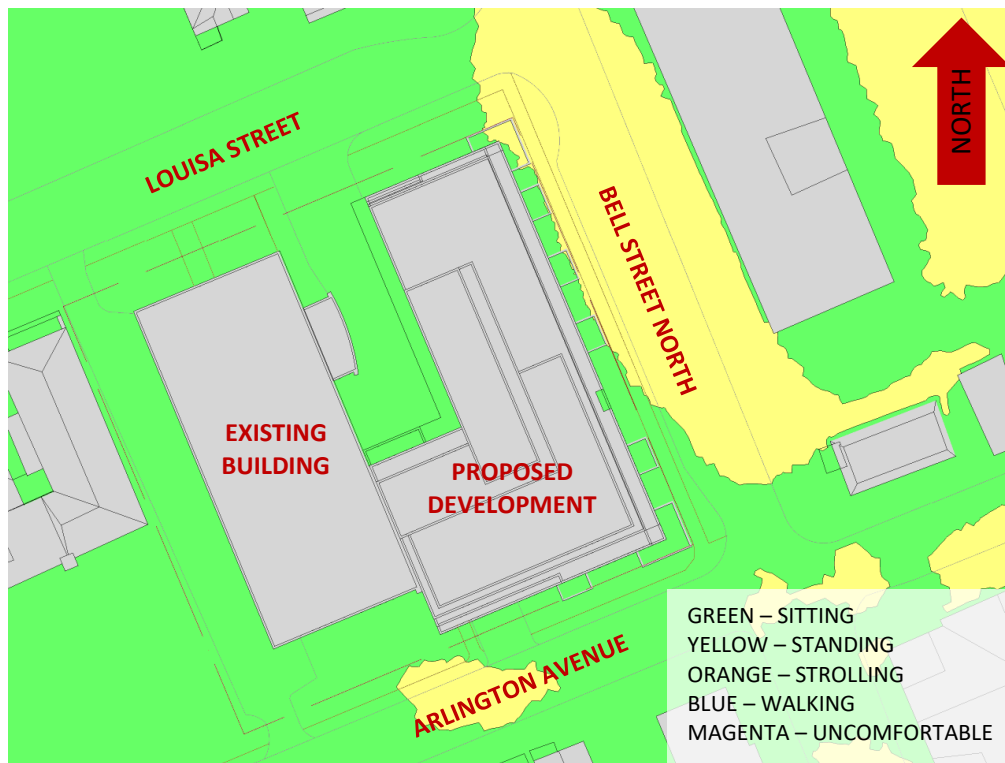 NORTH
LOUISA STREET
BELL STREET NORTH
EXISTING
BUILDING
PROPOSED
DEVELOPMENT
ARLINGTON AVENUE
GREEN – SITTING
YELLOW – STANDING
ORANGE – STROLLING
BLUE – WALKING
MAGENTA – UNCOMFORTABLE